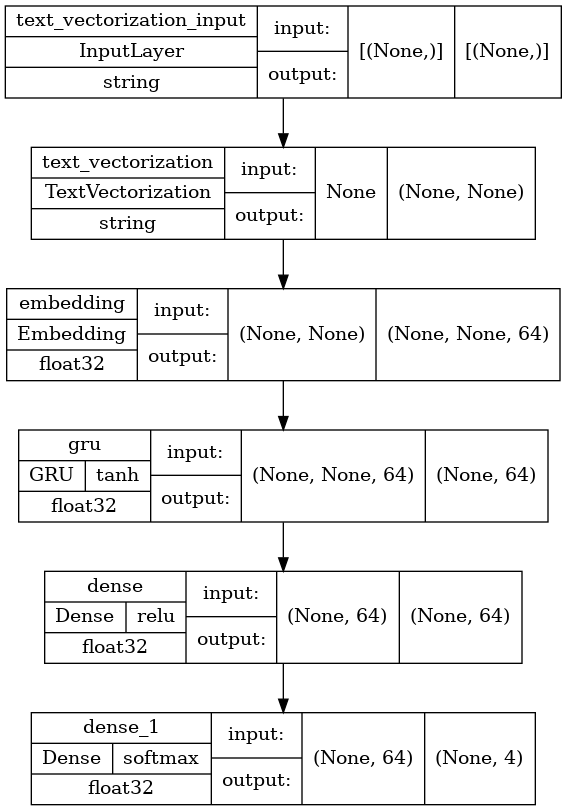 text_vectorization_input
InputLayer
string
input:
output:
[(None,)]
[(None,)]
text_vectorization
TextVectorization
string
input:
output:
None
(None, None)
embedding
Embedding
float32
input:
output:
(None, None)
(None, None, 64)
gru
GRU tanh
float32
input:
output:
(None, None, 64)
(None, 64)
dense
Dense relu
float32
input:
output:
(None, 64)
(None, 64)
dense_1
Dense softmax
float32
input:
output:
(None, 64)
(None, 4)